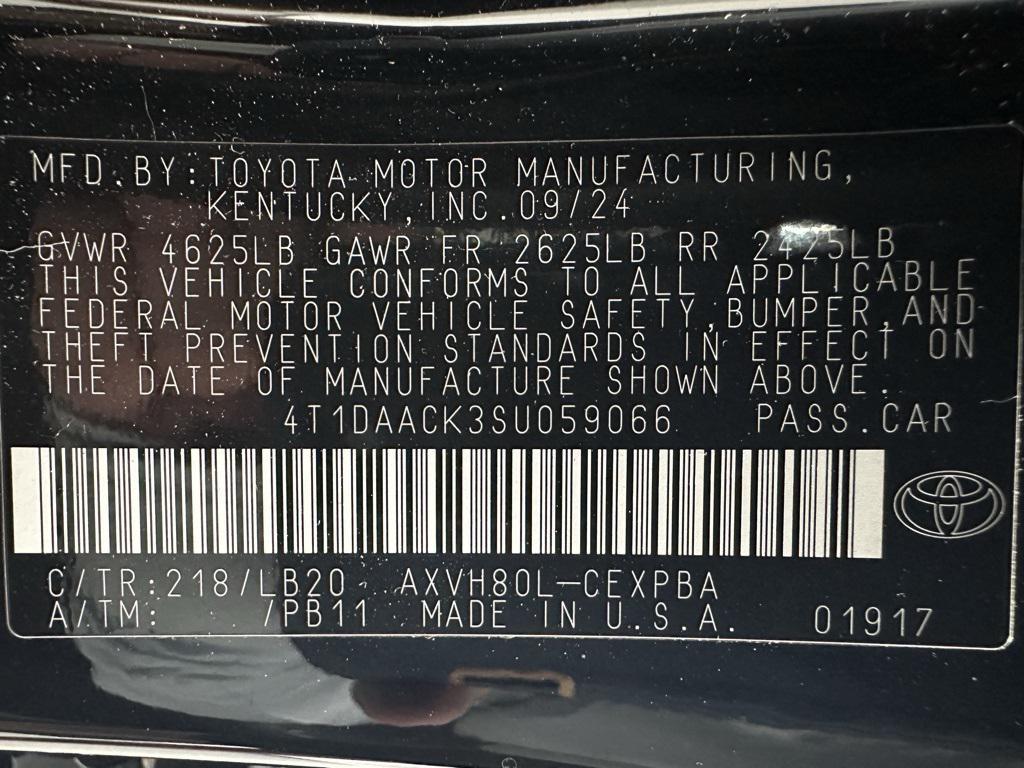 MFD.BY:TOYOTA MOTOR MANUFACTURING,
KENTUCKY,INC.09/24
GVWR 4625LB GAWR FR 2625LB RR 2425LB
THIS VEHICLE CONFORMS TO ALL APPLICABLE
FEDERAL MOTOR VEHICLE SAFETY,BUMPER,AND
THEFT PREVENTION STANDARDS IN EFFECT ON
THE DATE OF MANUFACTURE SHOWN ABOVE.
4T1DAACK3SU059066 PASS.CAR
C/TR:218/LB20 AXVH80L-CEXPBA
A/TM: /PB11 MADE IN U.S.A. 01917